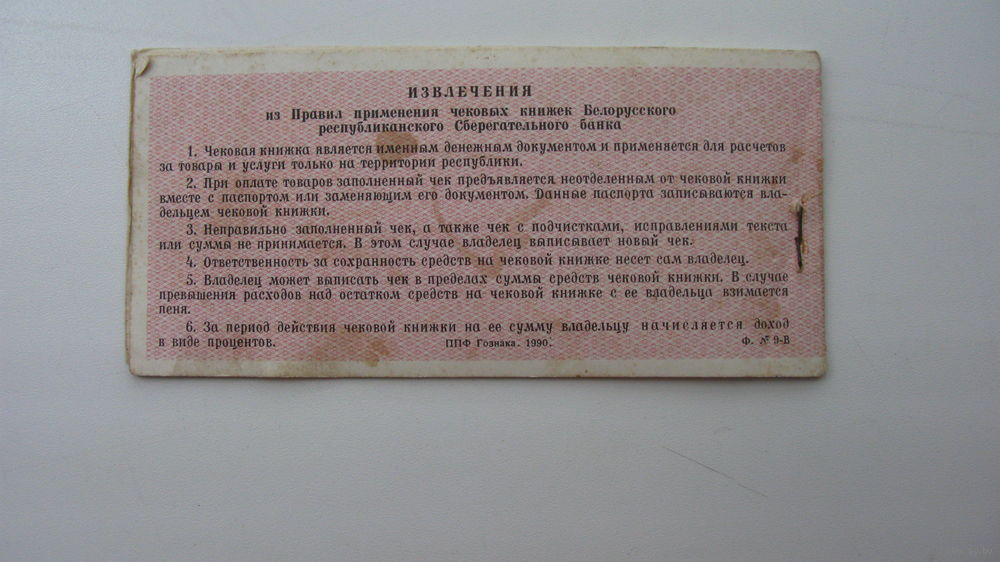 ИЗВЛЕЧЕНИЯ
из Правил применения чековых книжек Белорусского
республиканского Сберегательного банка
1. Чековая книжка является именным денежным документом и применяется для расчетов
за товары и услуги только на территории республики.
2. При оплате товаров заполненный чек предъявляется неотделенным от чековой книжки
вместе с паспортом или заменяющим его документом. Данные паспорта записываются вла-
дельцем чековой книжки.
3. Неправильно заполненный чек, а также чек с подчистками, исправлениями текста
или суммы не принимается. В этом случае владелец выписывает новый чек.
4. Ответственность за сохранность средств на чековой книжке несет сам владелец.
5. Владелец может выписать чек в пределах суммы средств чековой книжки. В случае
превышения расходов над остатком средств на чековой книжке с ее владельца взимается
пеня.
6. За период действия чековой книжки на ее сумму владельцу начисляется доход
в виде процентов. ППФ Гознака. 1990. Ф. № 9-В